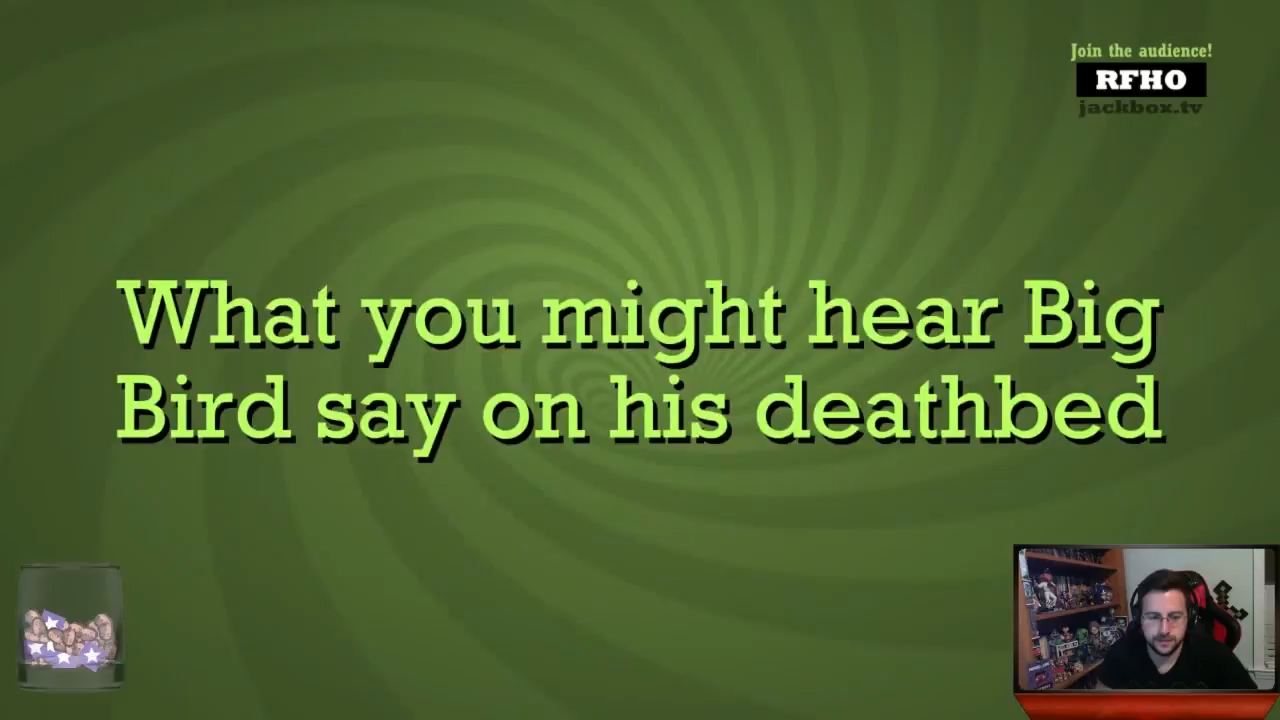 Join the audience!
RFHO
jackbox.tv
What you might hear Big
Bird say on his deathbed